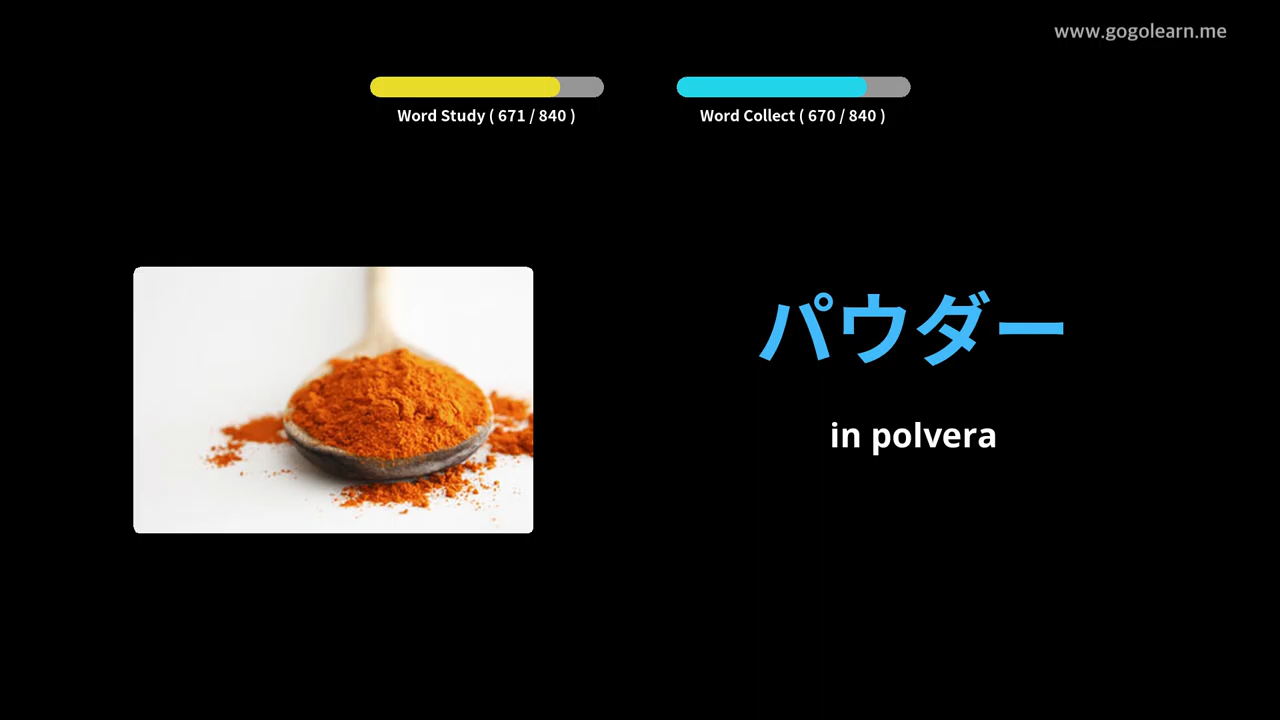 www.gogolearn.me
Word Study ( 671 / 840 )
Word Collect ( 670 / 840 )
パウダー
in polvera